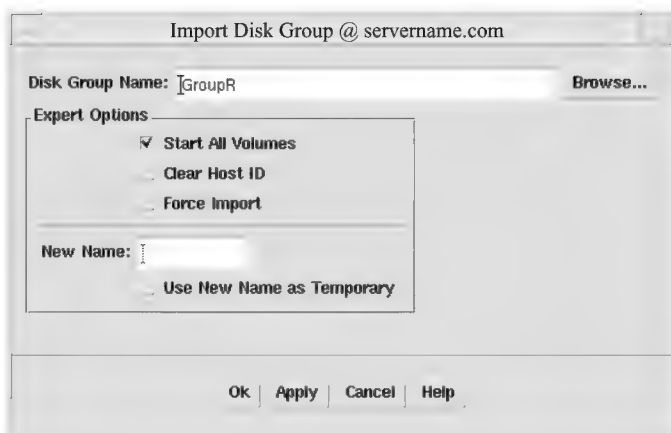 Import Disk Group @ servername.com
Disk Group Name: GroupR Browse...
Expert Options
Start All Volumes
Clear Host ID
Force Import
New Name:
Use New Name as Temporary
Ok Apply Cancel Help